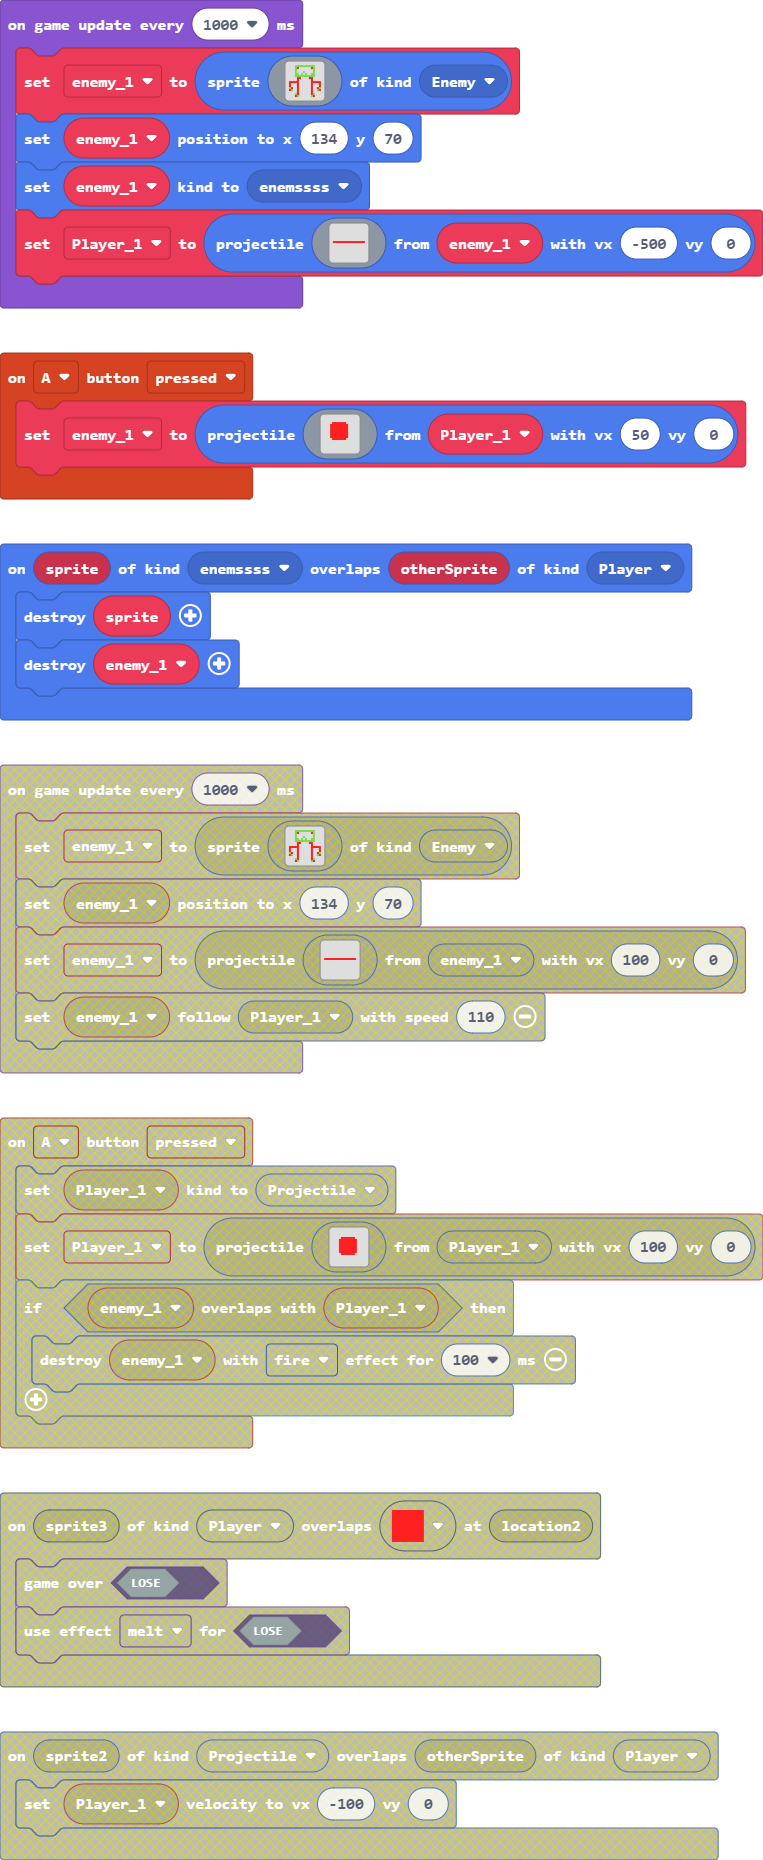 on game update every 1000 ms
set enemy_1 to sprite of kind Enemy
set enemy_1 position to x 134 y 70
set enemy_1 kind to enemssss
set Player_1 to projectile from enemy_1 with vx -500 vy 0
on A button pressed
set enemy_1 to projectile from Player_1 with vx 50 vy 0
on sprite of kind enemssss overlaps otherSprite of kind Player
destroy sprite
destroy enemy_1
on game update every 1000 ms
set enemy_1 to sprite of kind Enemy
set enemy_1 position to x 134 y 70
set enemy_1 to projectile from enemy_1 with vx 100 vy 0
set enemy_1 follow Player_1 with speed 110
on A button pressed
set Player_1 kind to Projectile
set Player_1 to projectile from Player_1 with vx 100 vy 0
if enemy_1 overlaps with Player_1 then
destroy enemy_1 with fire effect for 100 ms
on sprite3 of kind Player overlaps at location2
game over LOSE
use effect melt for LOSE
on sprite2 of kind Projectile overlaps otherSprite of kind Player
set Player_1 velocity to vx -100 vy 0